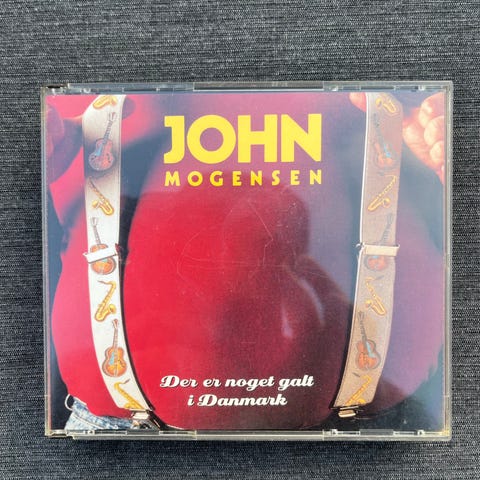 JOHN
MOGENSEN
Der er noget galt
i Danmark